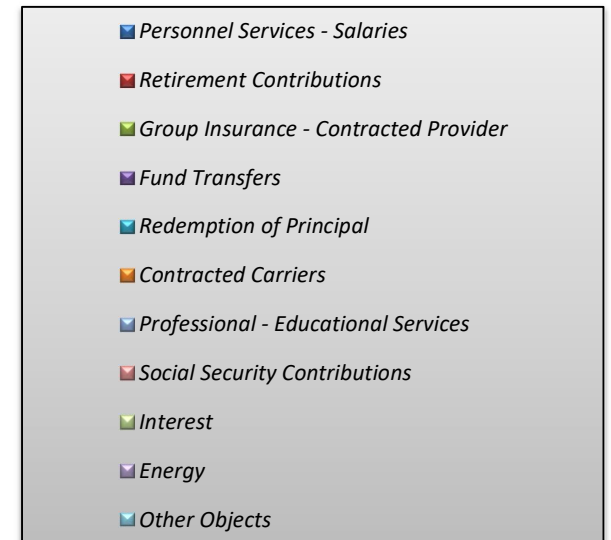 Personnel Services - Salaries
Retirement Contributions
Group Insurance - Contracted Provider
Fund Transfers
Redemption of Principal
Contracted Carriers
Professional - Educational Services
Social Security Contributions
Interest
Energy
Other Objects